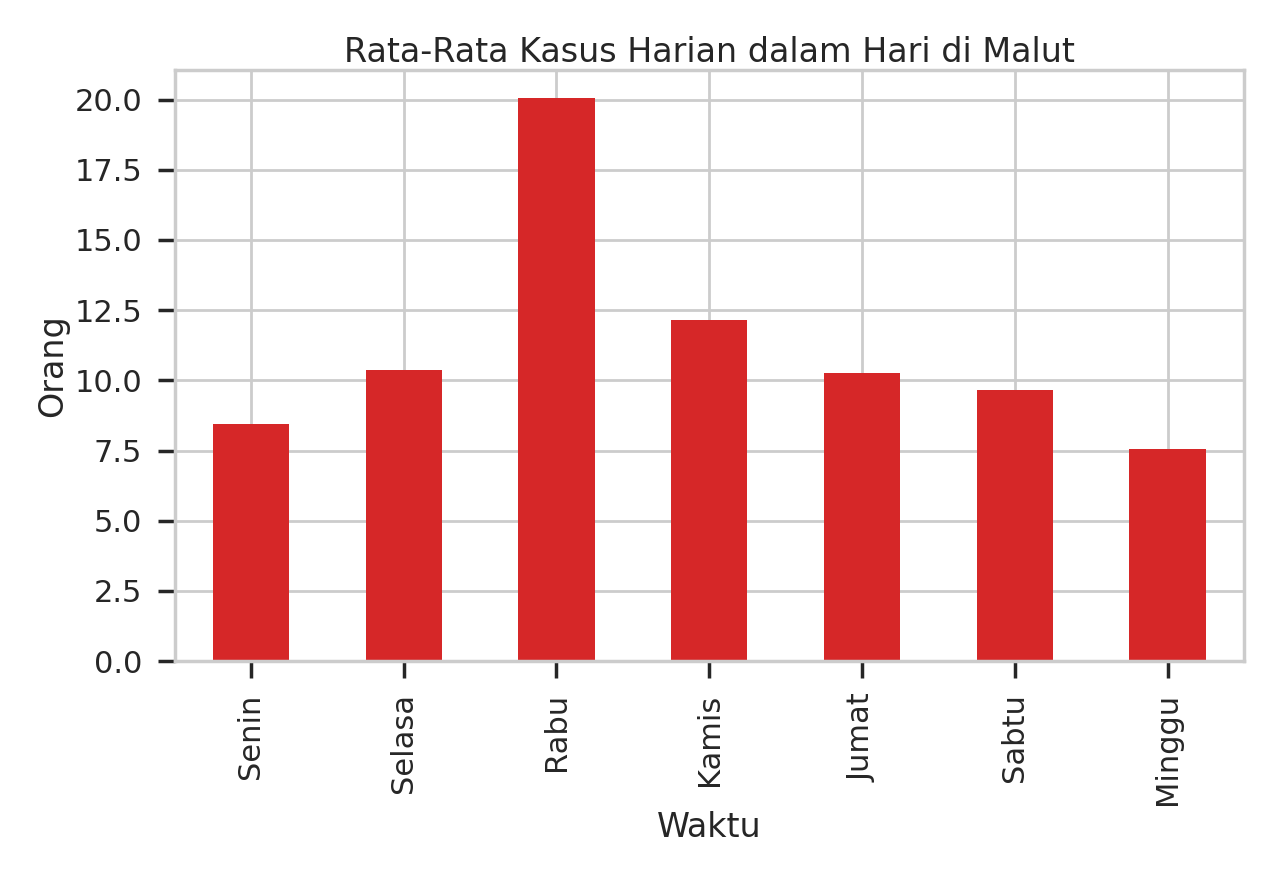 Rata-Rata Kasus Harian dalam Hari di Malut
Orang
20.0
17.5
15.0
12.5
10.0
7.5
5.0
2.5
0.0
Senin
Selasa
Rabu
Kamis
Jumat
Sabtu
Minggu
Waktu